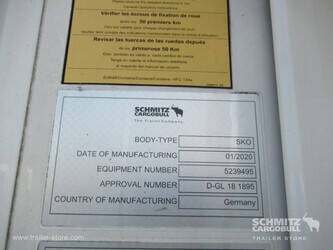 Vérifier les écrous de fixation de roue
50 premiers km
Revisar las tuercas de las ruedas después
de los primeros 50 Km
SCHMITZ
CARGOBULL
The Trailer Company.
BODY-TYPE SKO
DATE OF MANUFACTURING 01/2020
EQUIPMENT NUMBER 5239495
APPROVAL NUMBER D-GL 18 1895
COUNTRY OF MANUFACTURING Germany
SCHMITZ
CARGOBULL
TRAILER STORE
www.trailer-store.com